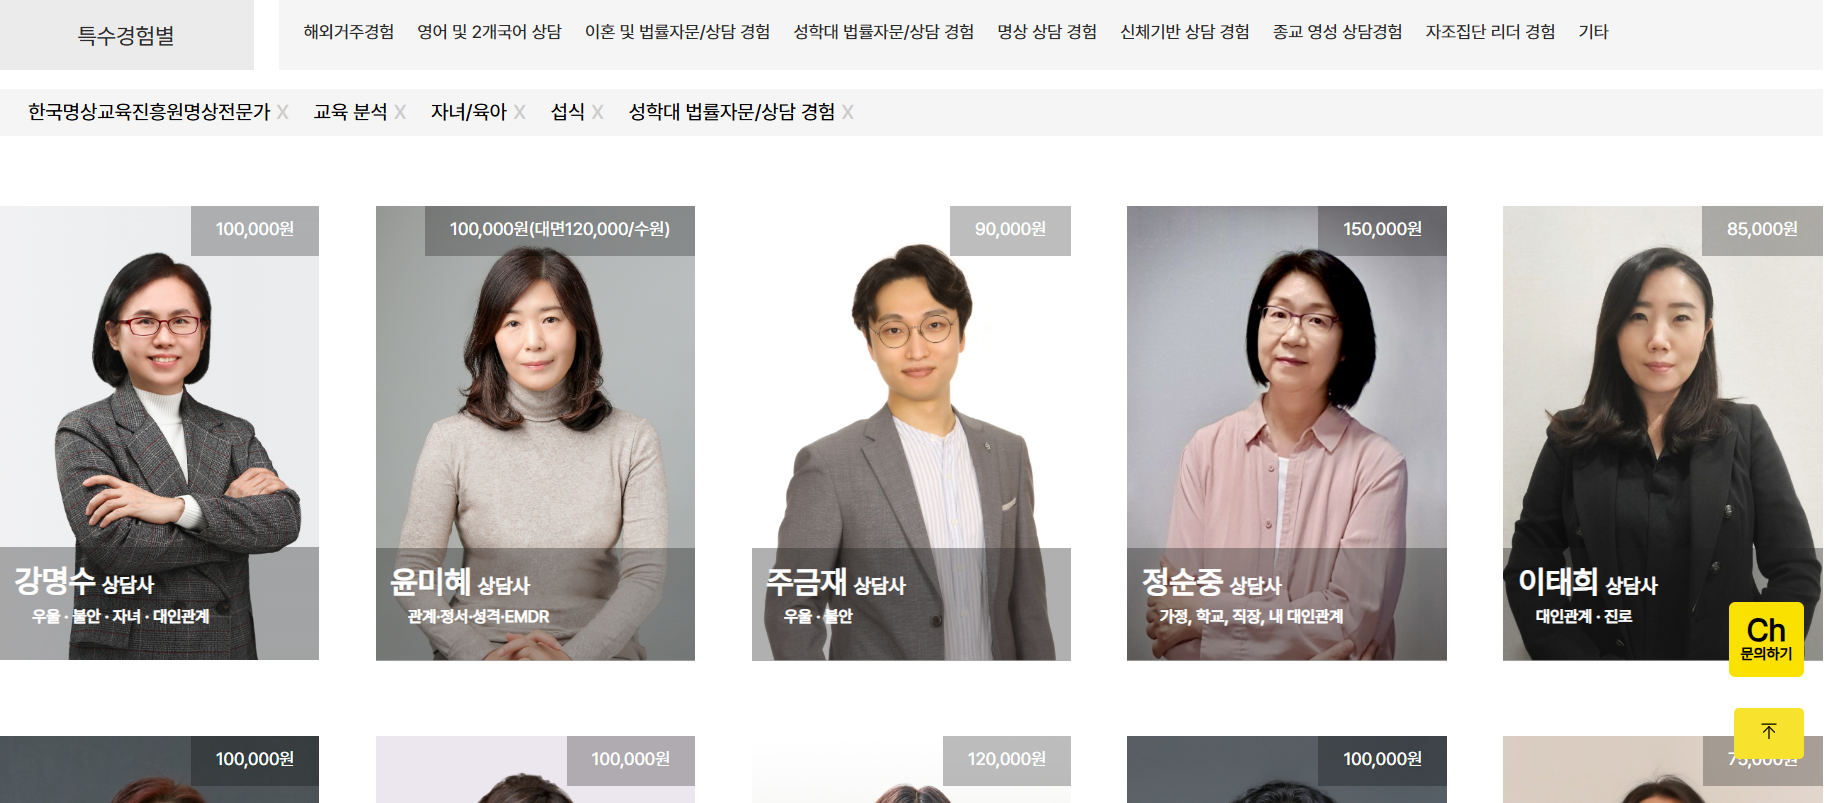 특수경험별
해외거주경험 영어 및 2개국어 상담 이혼 및 법률자문/상담 경험 성학대 법률자문/상담 경험 명상 상담 경험 신체기반 상담 경험 종교 영성 상담경험 자조집단 리더 경험 기타
한국명상교육진흥원명상전문가 X 교육 분석 X 자녀/육아 X 섭식 X 성학대 법률자문/상담 경험 X
100,000원
강명수 상담사
우울 · 불안 · 자녀 · 대인관계
100,000원(대면120,000/수원)
윤미혜 상담사
관계·정서·성격·EMDR
90,000원
주금재 상담사
우울 · 불안
150,000원
정순중 상담사
가정, 학교, 직장, 내 대인관계
85,000원
이태희 상담사
대인관계 · 진로
Ch
문의하기
100,000원
100,000원
120,000원
100,000원
75,000원